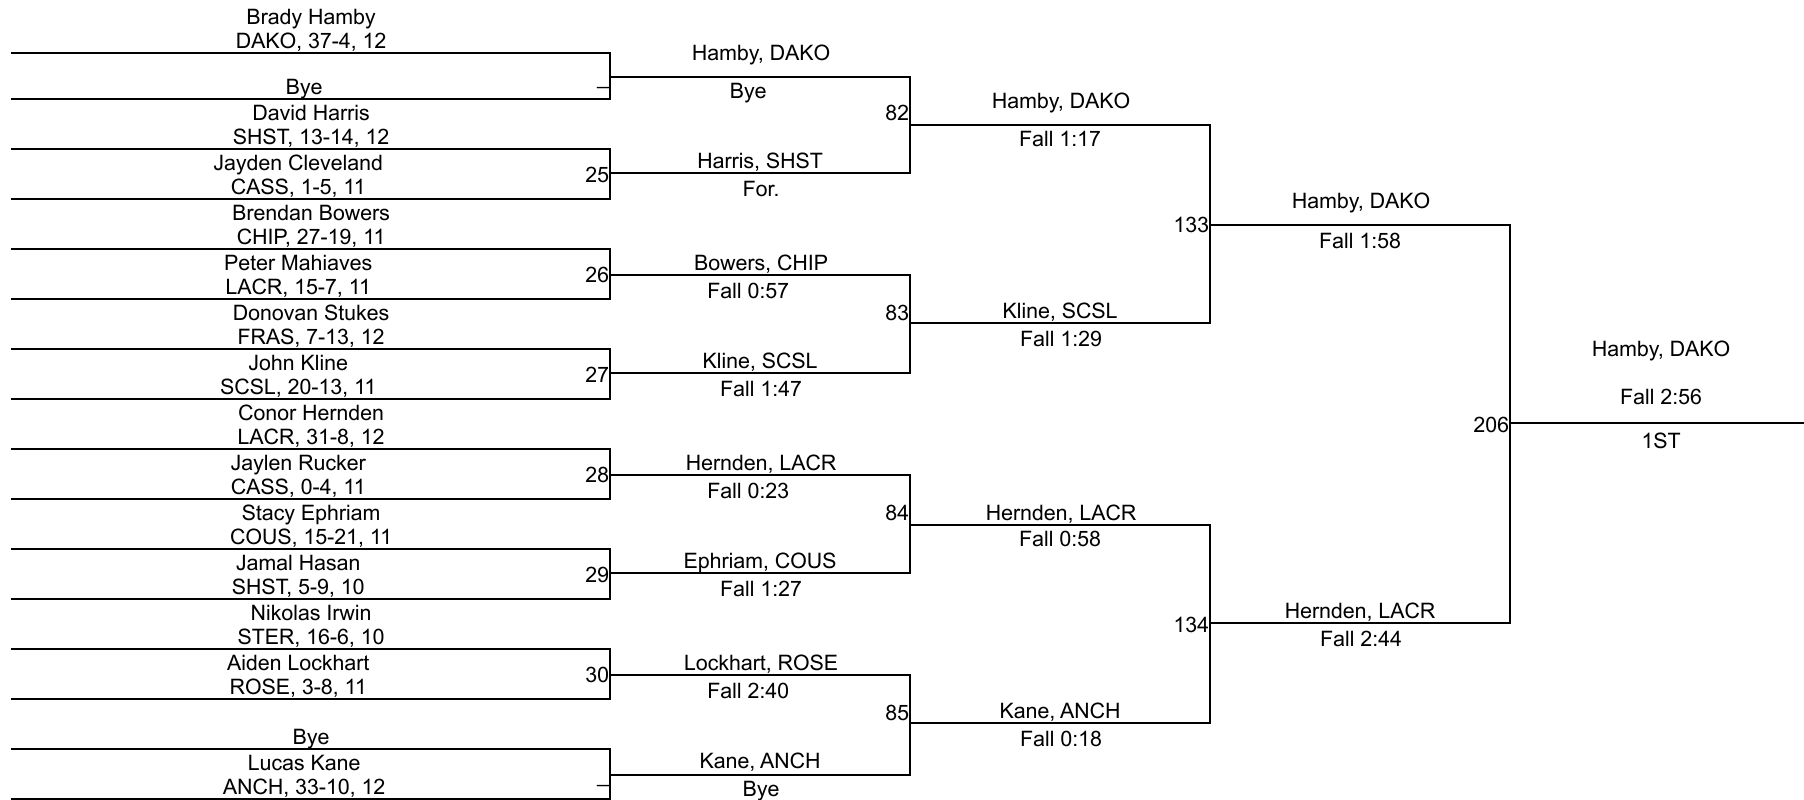 Brady Hamby
DAKO, 37-4, 12
Bye
David Harris
SHST, 13-14, 12
Jayden Cleveland
CASS, 1-5, 11
Brendan Bowers
CHIP, 27-19, 11
Peter Mahiaves
LACR, 15-7, 11
Donovan Stukes
FRAS, 7-13, 12
John Kline
SCSL, 20-13, 11
Conor Hernden
LACR, 31-8, 12
Jaylen Rucker
CASS, 0-4, 11
Stacy Ephriam
COUS, 15-21, 11
Jamal Hasan
SHST, 5-9, 10
Nikolas Irwin
STER, 16-6, 10
Aiden Lockhart
ROSE, 3-8, 11
Bye
Lucas Kane
ANCH, 33-10, 12
Hamby, DAKO
Bye
25
Harris, SHST
For.
26
Bowers, CHIP
Fall 0:57
27
Kline, SCSL
Fall 1:47
28
Hernden, LACR
Fall 0:23
29
Ephriam, COUS
Fall 1:27
30
Lockhart, ROSE
Fall 2:40
Kane, ANCH
Bye
82
Hamby, DAKO
Fall 1:17
83
Kline, SCSL
Fall 1:29
84
Hernden, LACR
Fall 0:58
85
Kane, ANCH
Fall 0:18
133
Hamby, DAKO
Fall 1:58
134
Hernden, LACR
Fall 2:44
206
Hamby, DAKO
Fall 2:56
1ST